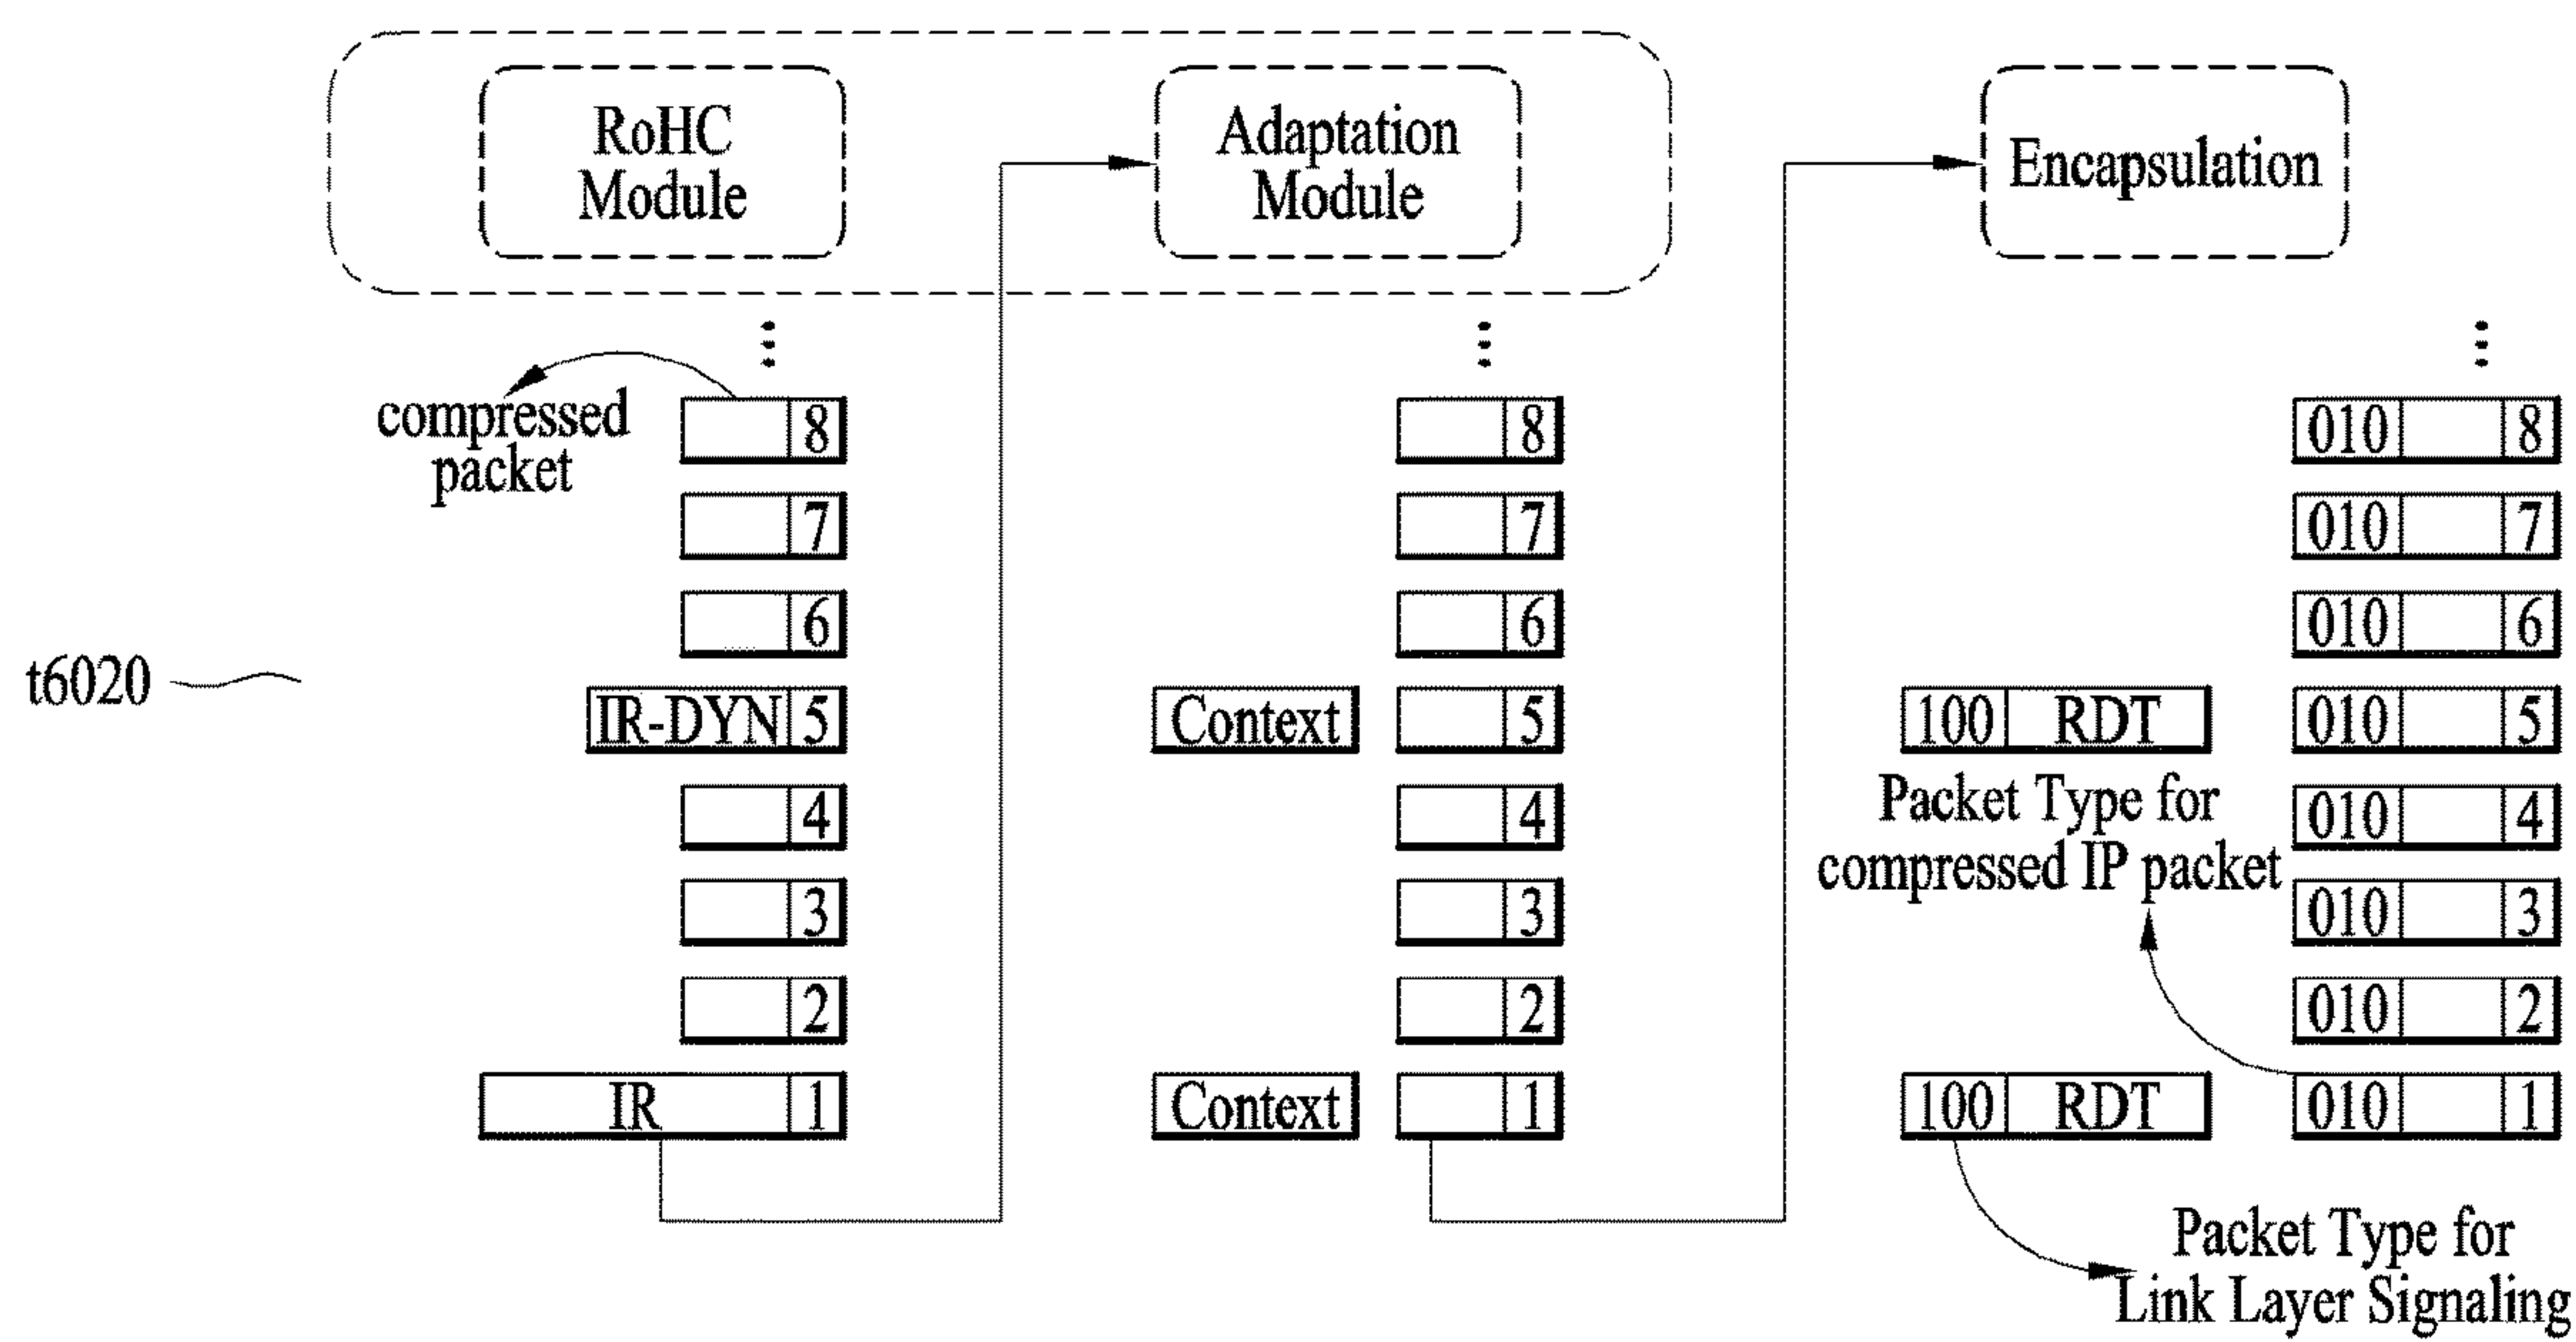 RoHC
Module
Adaptation
Module
Encapsulation
compressed
packet
8
8
010 8
7
7
010 7
6
6
010 6
t6020
IR-DYN 5
Context 5
100 RDT 010 5
4
4
Packet Type for
compressed IP packet
010 4
3
3
010 3
2
2
010 2
IR 1
Context 1
100 RDT 010 1
Packet Type for
Link Layer Signaling